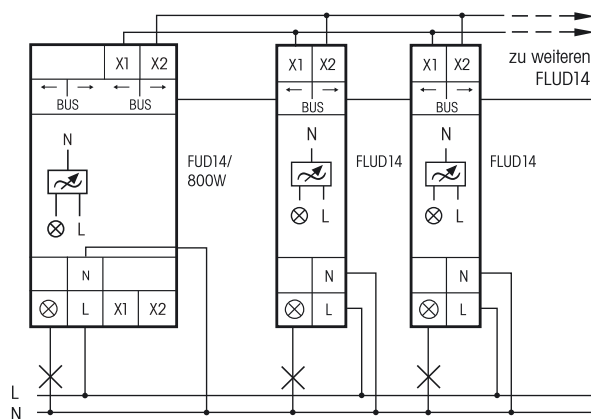 X1 X2 X1 X2 X1 X2
zu weiteren
FLUD14
BUS BUS BUS BUS
N N N
FUD14/
800W
FLUD14 FLUD14
L L L
N N N
L X1 X2 L L
L
N